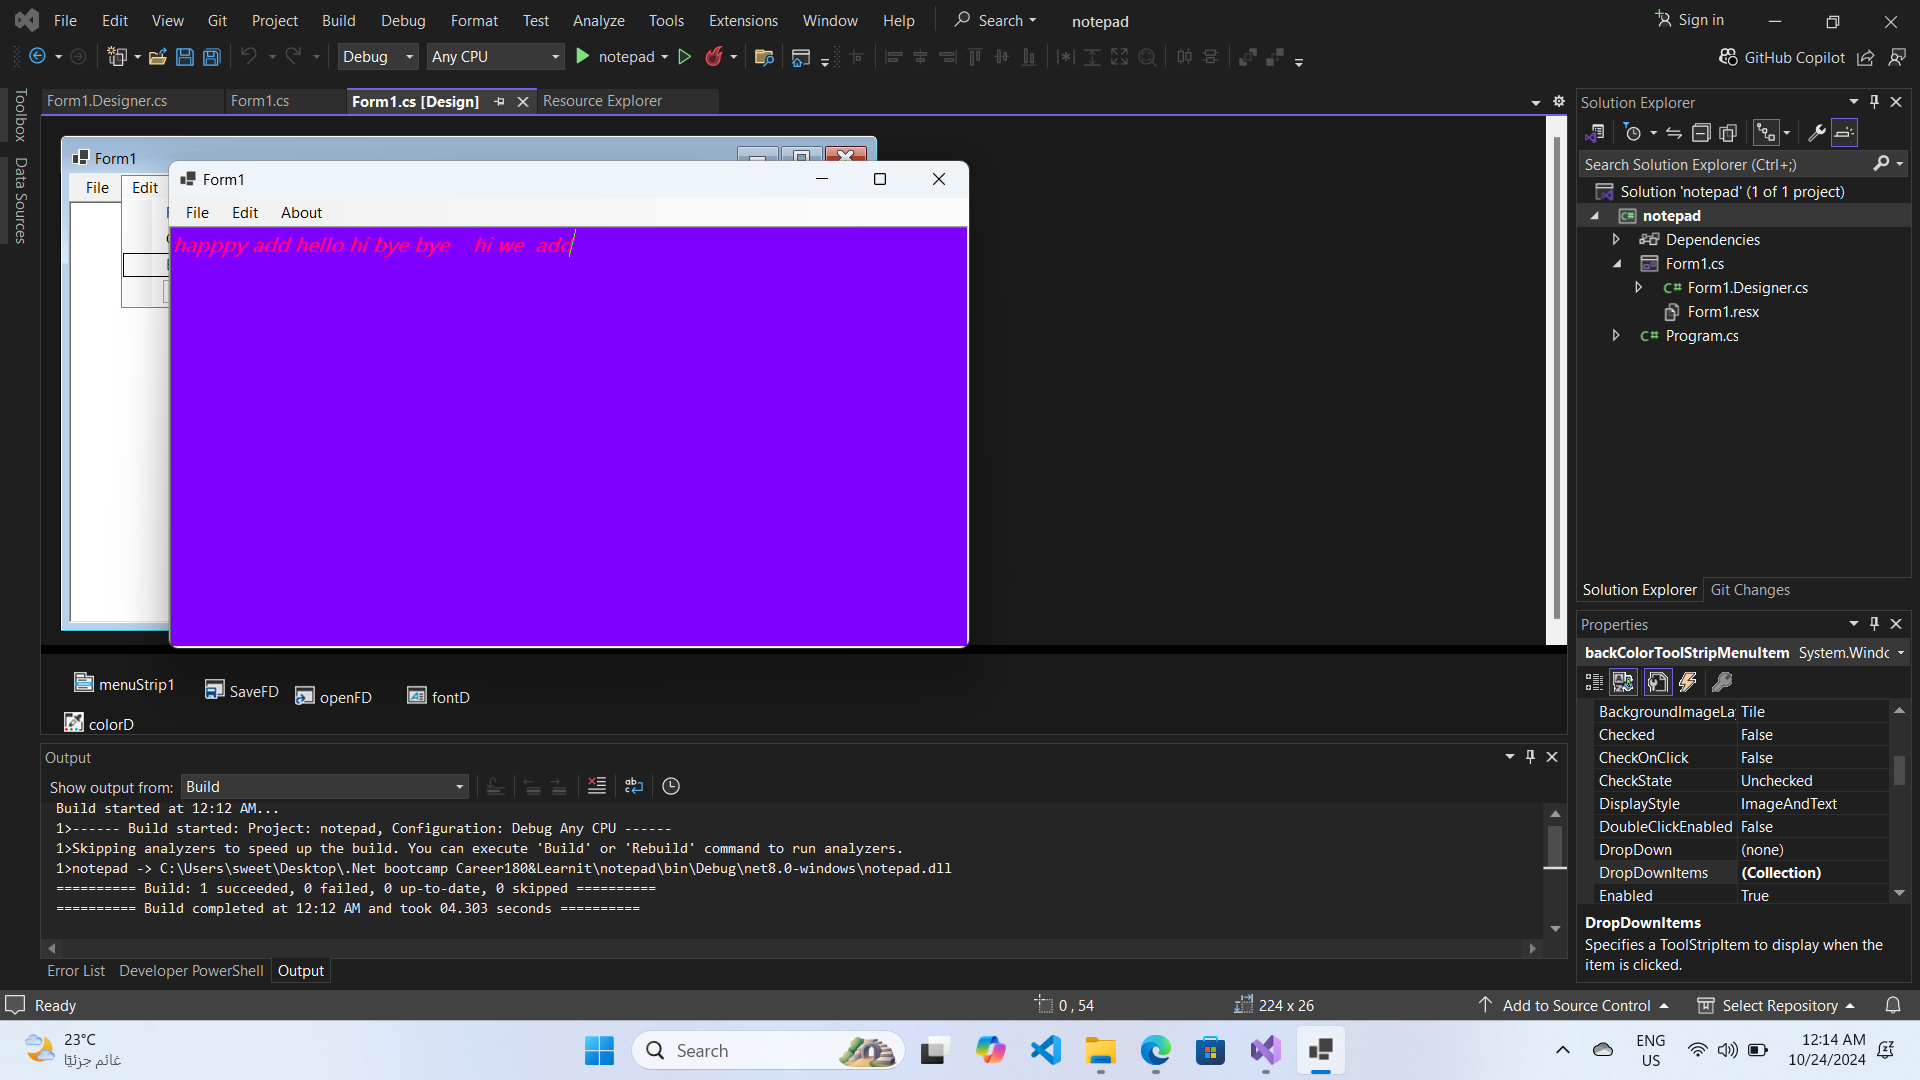 File Edit View Git Project Build Debug Format Test Analyze Tools Extensions Window Help Search notepad Sign in
Debug Any CPU notepad GitHub Copilot
Toolbox
Data Sources
Form1.Designer.cs Form1.cs Form1.cs [Design] Resource Explorer
Form1
File Edit
Form1
File Edit About
happpy add hello hi bye bye hi we add
menuStrip1 SaveFD openFD fontD
colorD
Output
Show output from: Build
Build started at 12:12 AM...
1>------ Build started: Project: notepad, Configuration: Debug Any CPU ------
1>Skipping analyzers to speed up the build. You can execute 'Build' or 'Rebuild' command to run analyzers.
1>notepad -> C:\Users\sweet\Desktop\.Net bootcamp Career180&Learnit\notepad\bin\Debug\net8.0-windows\notepad.dll
========== Build: 1 succeeded, 0 failed, 0 up-to-date, 0 skipped ==========
========== Build completed at 12:12 AM and took 04.303 seconds ==========
Error List Developer PowerShell Output
Solution Explorer
Search Solution Explorer (Ctrl+;)
Solution 'notepad' (1 of 1 project)
notepad
Dependencies
Form1.cs
Form1.Designer.cs
Form1.resx
Program.cs
Solution Explorer Git Changes
Properties
backColorToolStripMenuItem System.Windo
BackgroundImageLay Tile
Checked False
CheckOnClick False
CheckState Unchecked
DisplayStyle ImageAndText
DoubleClickEnabled False
DropDown (none)
DropDownItems (Collection)
Enabled True
DropDownItems
Specifies a ToolStripItem to display when the
item is clicked.
Ready 0 , 54 224 x 26 Add to Source Control Select Repository
23°C
غائم جزئيًا
Search
ENG
US
12:14 AM
10/24/2024